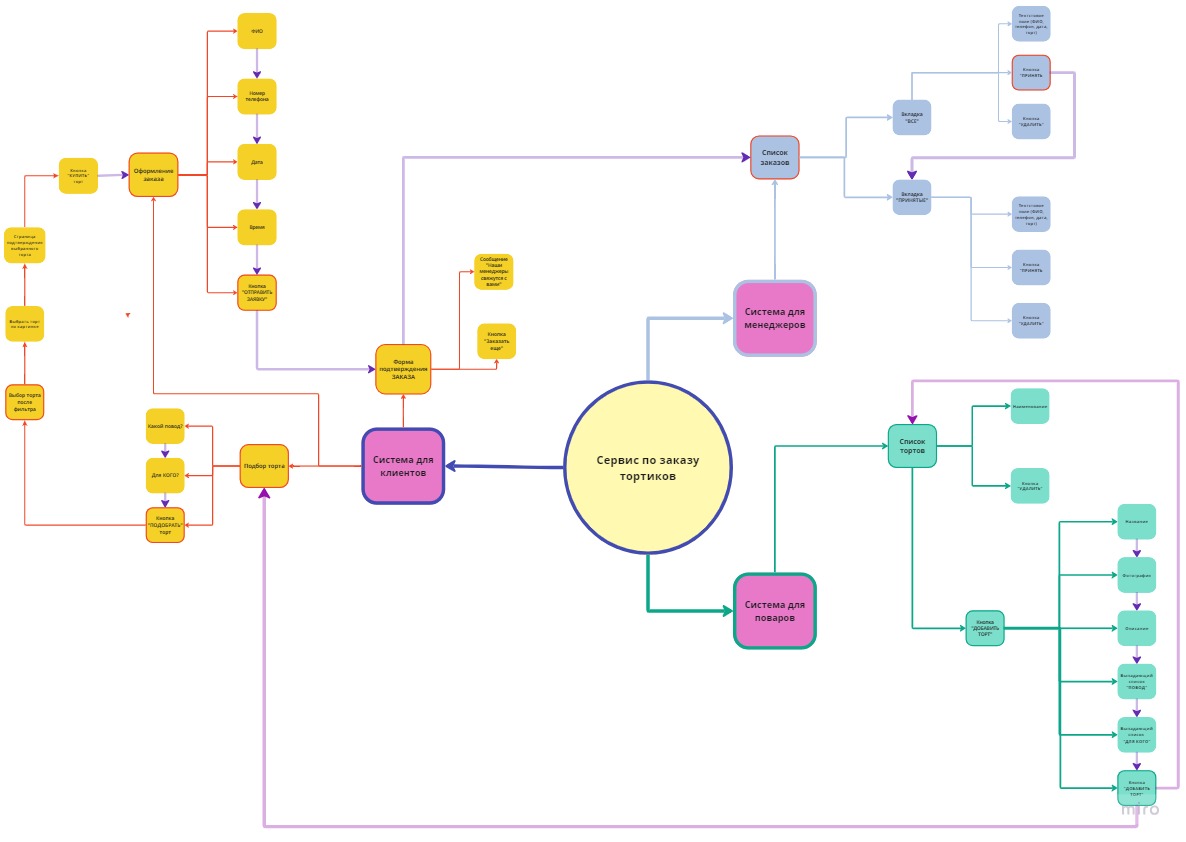 ФИО
Номер
телефона
Дата
Время
Кнопка
"ОТПРАВИТЬ
ЗАЯВКУ"
Оформление
заказа
Кнопка
"КУПИТЬ"
торт
Страница
подтверждения
выбранного
торта
Выбрать торт
по картинке
Выбор торта
после
фильтра
Какой повод?
Для КОГО?
Кнопка
"ПОДОБРАТЬ"
торт
Подбор торта
Система для
клиентов
Форма
подтверждения
ЗАКАЗА
Сообщение
"Наши
менеджеры
свяжутся с
вами"
Кнопка
"Заказать
еще"
Сервис по заказу
тортиков
Система для
менеджеров
Список
заказов
Вкладка
"ВСЕ"
Текстовое
поле (ФИО,
телефон, дата,
торт)
Кнопка
"ПРИНЯТЬ
Кнопка
"УДАЛИТЬ"
Вкладка
"ПРИНЯТЫЕ"
Текстовое
поле (ФИО,
телефон, дата,
торт)
Кнопка
"ПРИНЯТЬ
Кнопка
"УДАЛИТЬ"
Система для
поваров
Список
тортов
Наименование
Кнопка
"УДАЛИТЬ"
Кнопка
"ДОБАВИТЬ
ТОРТ"
Название
Фотография
Описание
Выпадающий
список
"ПОВОД"
Выпадающий
список
"ДЛЯ КОГО"
Кнопка
"ДОБАВИТЬ
ТОРТ"
miro